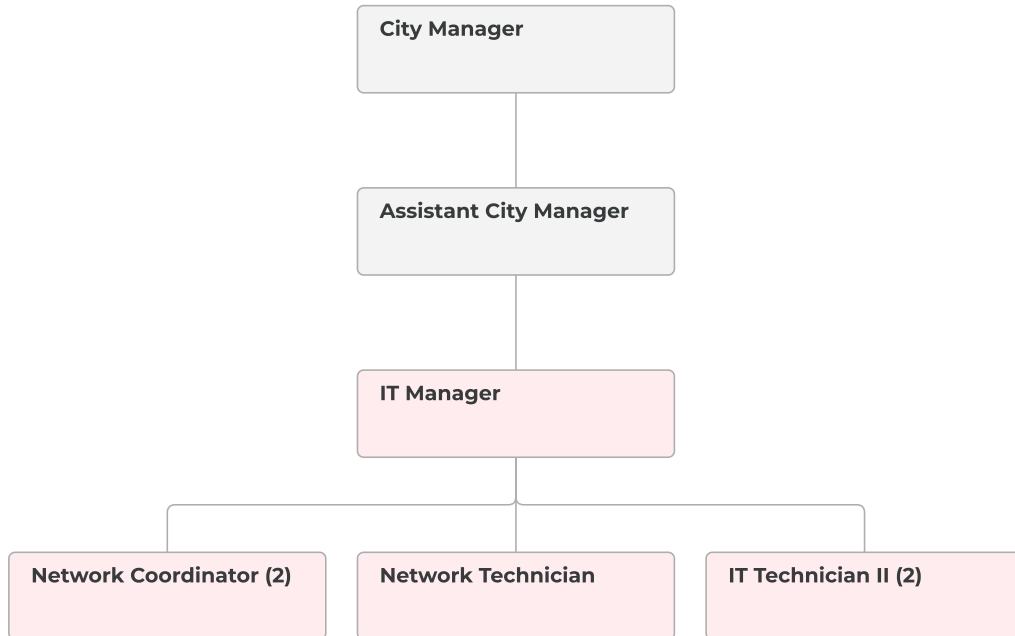 City Manager
Assistant City Manager
IT Manager
Network Coordinator (2)
Network Technician
IT Technician II (2)